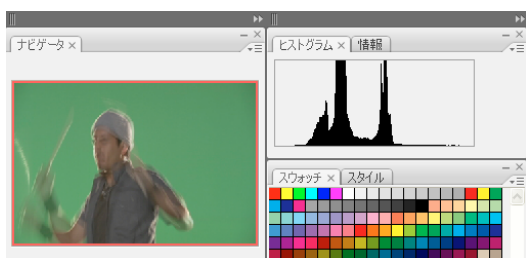 ナビゲータ
ヒストグラム
情報
スウォッチ
スタイル